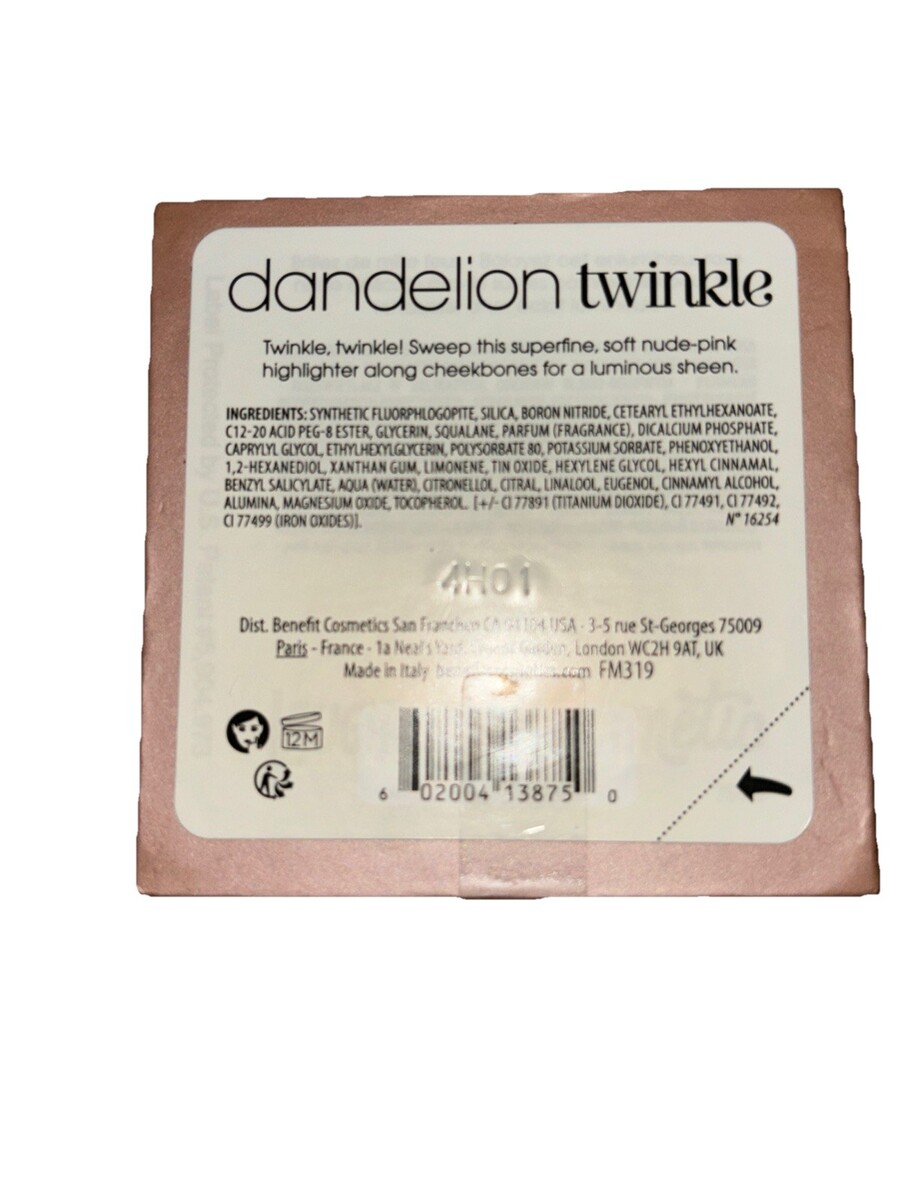 dandelion twinkle
Twinkle, twinkle! Sweep this superfine, soft nude-pink
highlighter along cheekbones for a luminous sheen.
INGREDIENTS: SYNTHETIC FLUORPHLOGOPITE, SILICA, BORON NITRIDE, CETEARYL ETHYLHEXANOATE,
C12-20 ACID PEG-8 ESTER, GLYCERIN, SQUALANE, PARFUM (FRAGRANCE), DICALCIUM PHOSPHATE,
CAPRYLYL GLYCOL, ETHYLHEXYLGLYCERIN, POLYSORBATE 80, POTASSIUM SORBATE, PHENOXYETHANOL,
1,2-HEXANEDIOL, XANTHAN GUM, LIMONENE, TIN OXIDE, HEXYLENE GLYCOL, HEXYL CINNAMAL,
BENZYL SALICYLATE, AQUA (WATER), CITRONELLOL, CITRAL, LINALOOL, EUGENOL, CINNAMYL ALCOHOL,
ALUMINA, MAGNESIUM OXIDE, TOCOPHEROL. [+/- CI 77891 (TITANIUM DIOXIDE), CI 77491, CI 77492,
CI 77499 (IRON OXIDES)]. N° 16254
4H01
Dist. Benefit Cosmetics San Francisco CA 94104 USA · 3-5 rue St-Georges 75009
Paris - France · 1a Neal's Yard, Garden, London WC2H 9AT, UK
Made in Italy FM319
12M
6 02004 13875 0